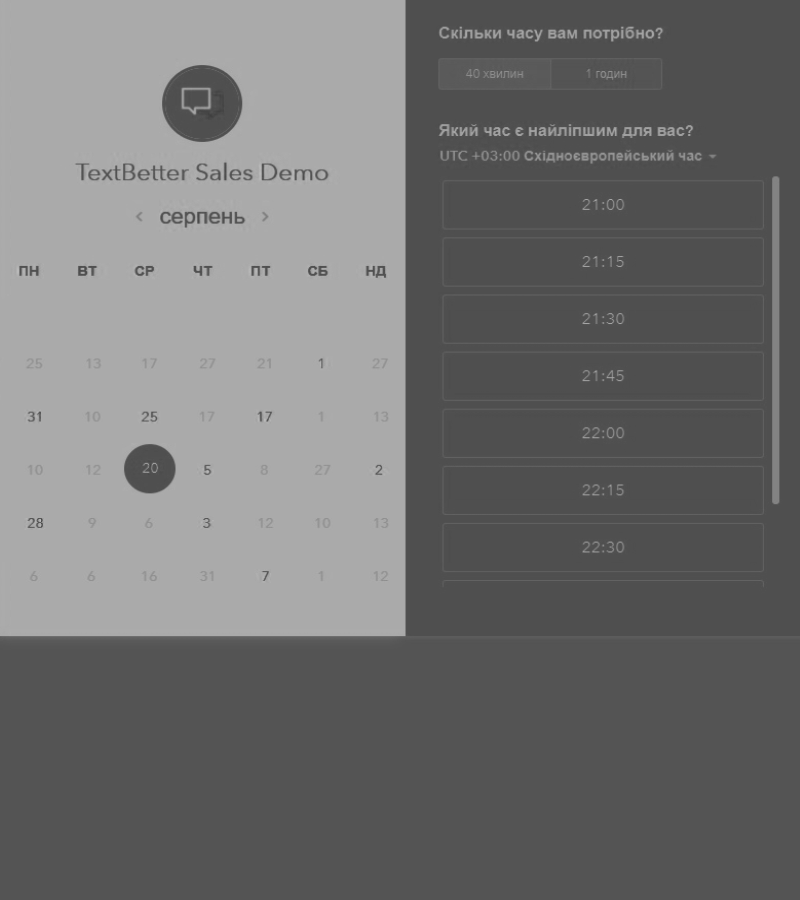 TextBetter Sales Demo
‹ серпень ›
ПН ВТ СР ЧТ ПТ СБ НД
25 13 17 27 21 1 27
31 10 25 17 17 1 13
10 12 20 5 8 27 2
28 9 6 3 12 10 13
6 6 16 31 7 1 12
Скільки часу вам потрібно?
40 хвилин 1 годин
Який час є найліпшим для вас?
UTC +03:00 Східноєвропейський час
21:00
21:15
21:30
21:45
22:00
22:15
22:30